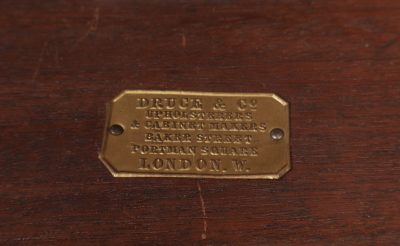 DRUCE & Co.
UPHOLSTERERS
& CABINET MAKERS
BAKER STREET
PORTMAN SQUARE
LONDON. W.